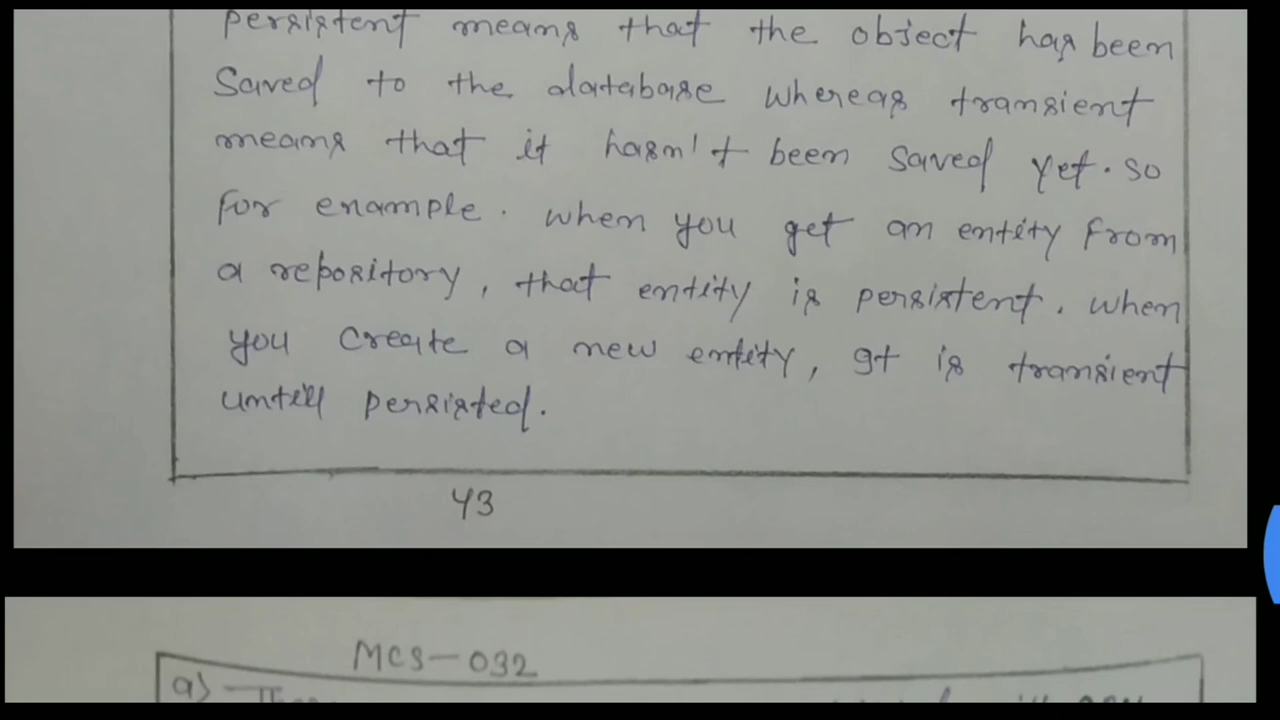 persistent means that the object has been
Saved to the database whereas transient
means that it hasn't been saved yet. so
for example. when you get an entity from
a repository, that entity is persistent. when
you create a new entity, It is transient
untill persisted.
43
MCS-032
a)